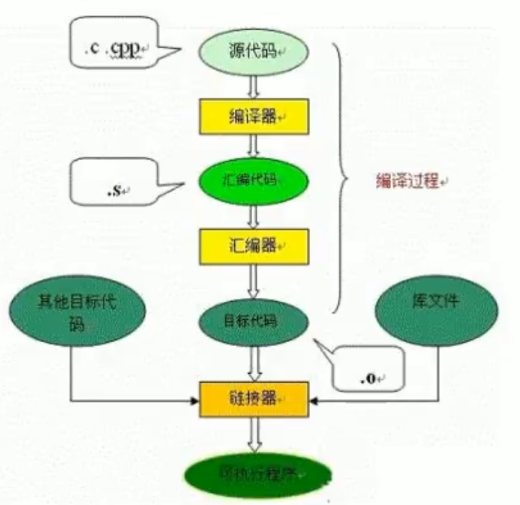 .c .cpp
源代码
编译器
.s
汇编代码
编译过程
汇编器
其他目标代
码
目标代码
库文件
.o
链接器
可执行程序